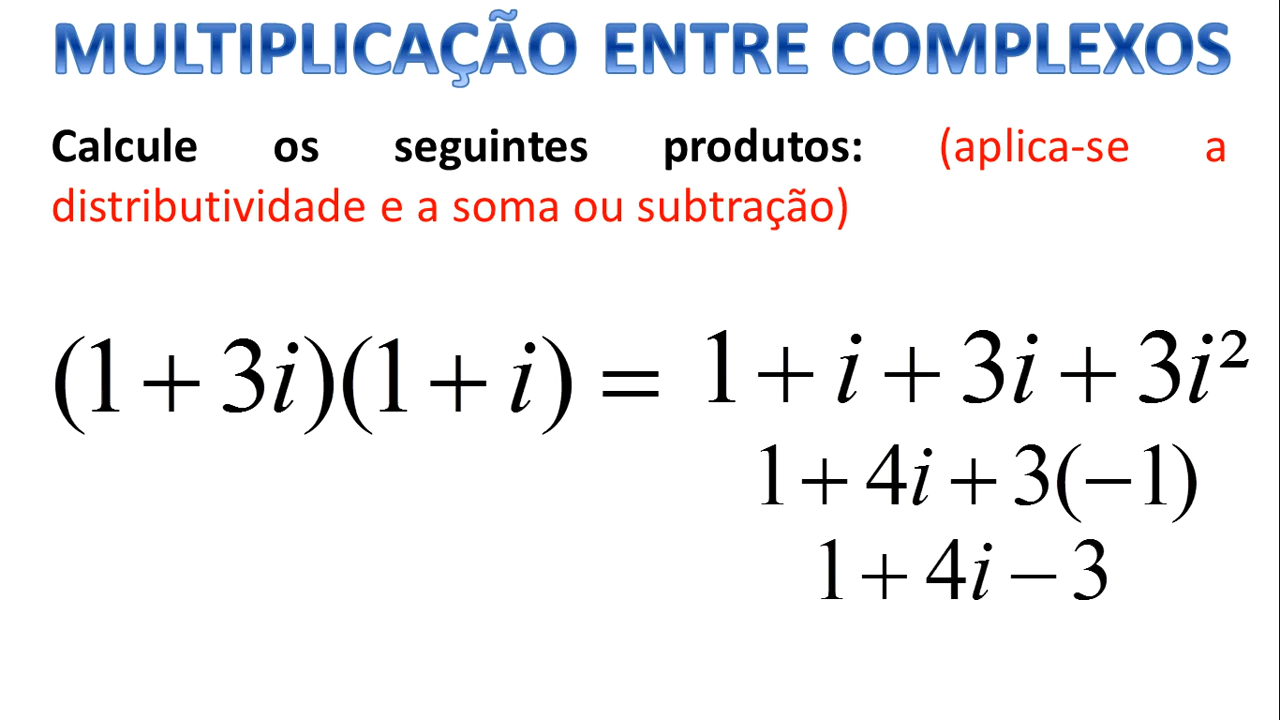 MULTIPLICAÇÃO ENTRE COMPLEXOS
Calcule os seguintes produtos: (aplica-se a
distributividade e a soma ou subtração)
(1+3i)(1+i) = 1+i+3i+3i²
1+4i+3(−1)
1+4i−3